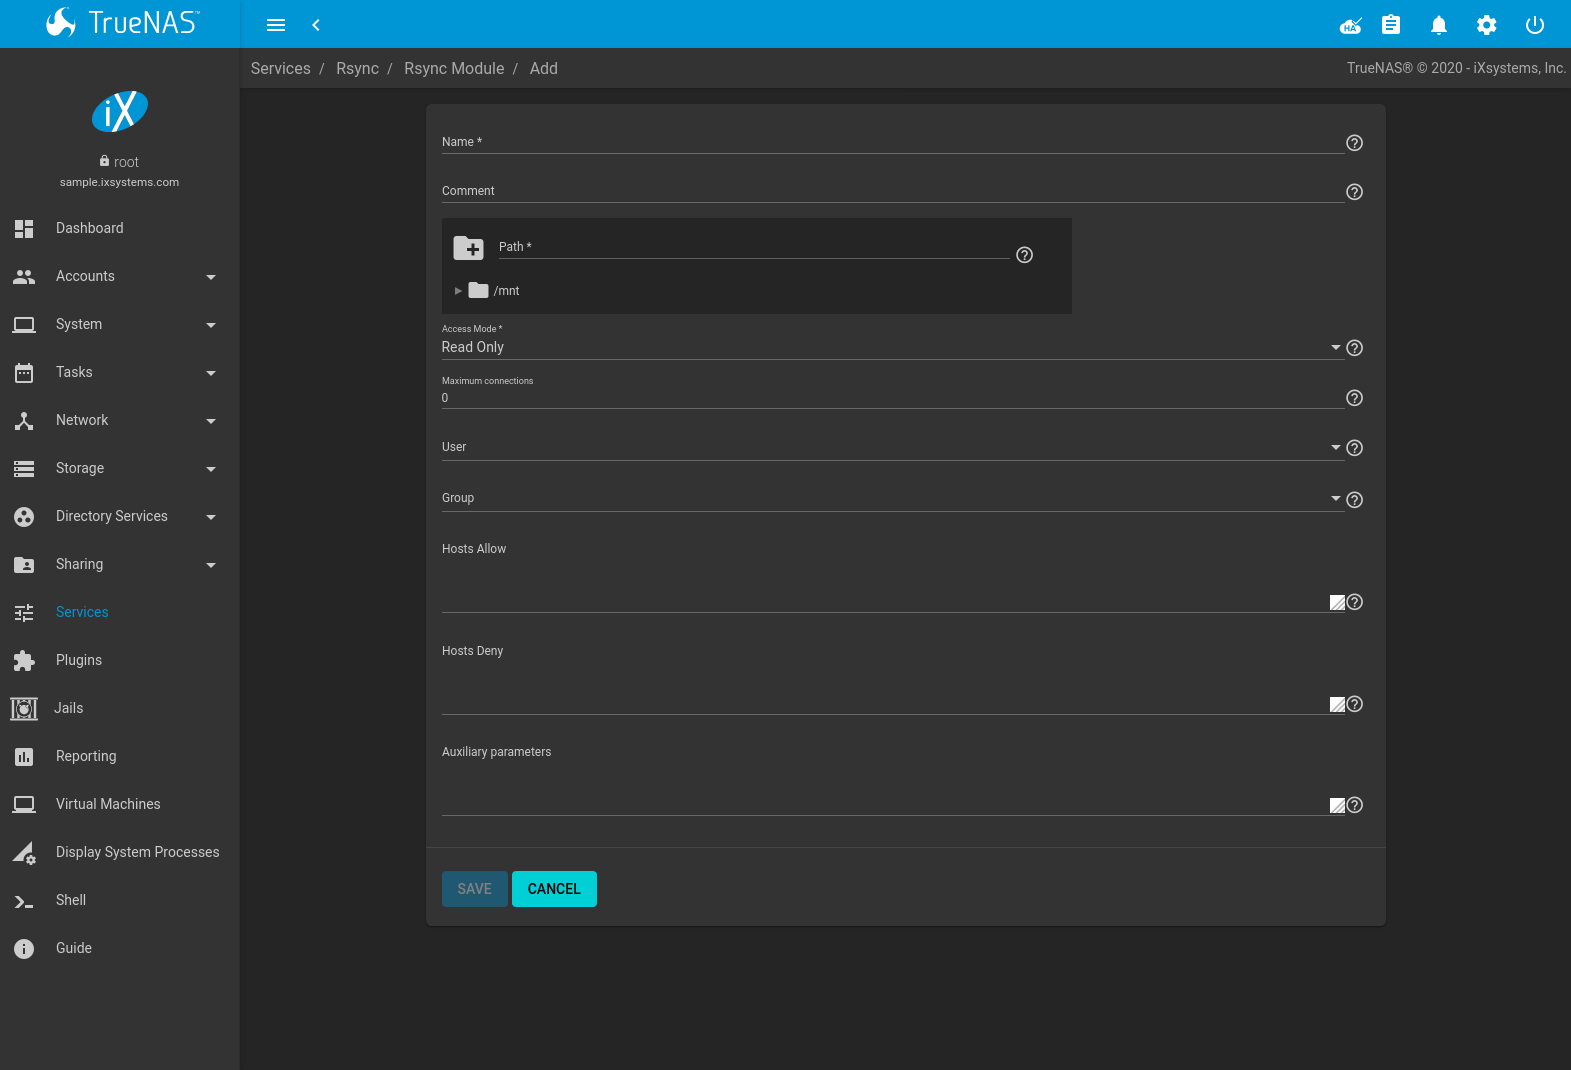 TrueNAS™
Services / Rsync / Rsync Module / Add
TrueNAS® © 2020 - iXsystems, Inc.
HA
iX
root
sample.ixsystems.com
Dashboard
Accounts
System
Tasks
Network
Storage
Directory Services
Sharing
Services
Plugins
Jails
Reporting
Virtual Machines
Display System Processes
Shell
Guide
Name *
Comment
Path *
/mnt
Access Mode *
Read Only
Maximum connections
0
User
Group
Hosts Allow
Hosts Deny
Auxiliary parameters
SAVE CANCEL